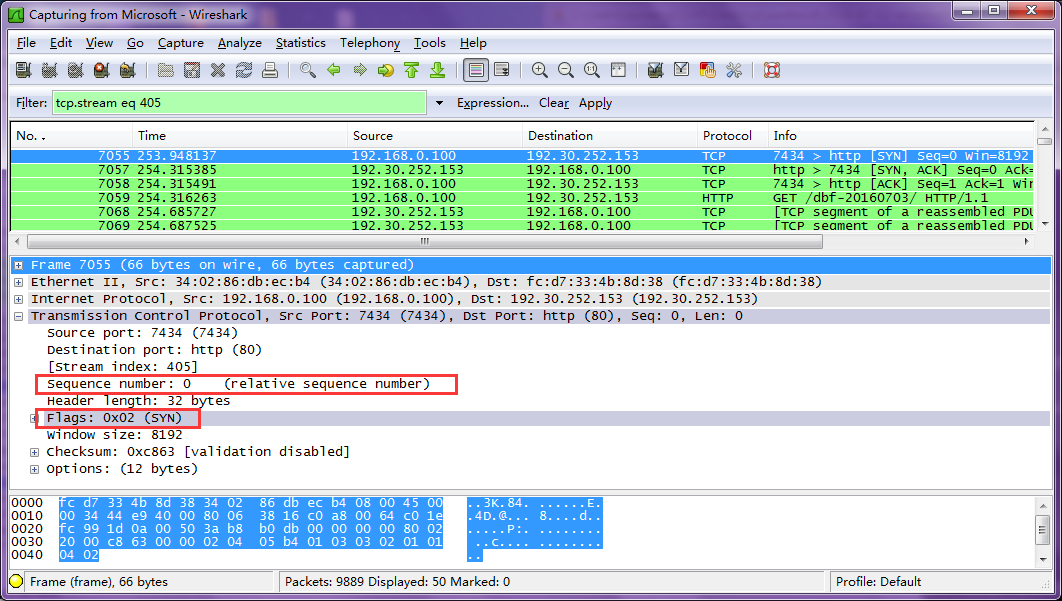 Capturing from Microsoft - Wireshark
File Edit View Go Capture Analyze Statistics Telephony Tools Help
Filter: tcp.stream eq 405 Expression... Clear Apply
No. . Time Source Destination Protocol Info
7055 253.948137 192.168.0.100 192.30.252.153 TCP 7434 > http [SYN] Seq=0 Win=8192
7057 254.315385 192.30.252.153 192.168.0.100 TCP http > 7434 [SYN, ACK] Seq=0 Ack=
7058 254.315491 192.168.0.100 192.30.252.153 TCP 7434 > http [ACK] Seq=1 Ack=1 Wir
7059 254.316263 192.168.0.100 192.30.252.153 HTTP GET /dbf-20160703/ HTTP/1.1
7068 254.685727 192.30.252.153 192.168.0.100 TCP [TCP segment of a reassembled PDU
7069 254.687525 192.30.252.153 192.168.0.100 TCP [TCP segment of a reassembled PDU
Frame 7055 (66 bytes on wire, 66 bytes captured)
Ethernet II, Src: 34:02:86:db:ec:b4 (34:02:86:db:ec:b4), Dst: fc:d7:33:4b:8d:38 (fc:d7:33:4b:8d:38)
Internet Protocol, Src: 192.168.0.100 (192.168.0.100), Dst: 192.30.252.153 (192.30.252.153)
Transmission Control Protocol, Src Port: 7434 (7434), Dst Port: http (80), Seq: 0, Len: 0
Source port: 7434 (7434)
Destination port: http (80)
[Stream index: 405]
Sequence number: 0 (relative sequence number)
Header length: 32 bytes
Flags: 0x02 (SYN)
Window size: 8192
Checksum: 0xc863 [validation disabled]
Options: (12 bytes)
0000 fc d7 33 4b 8d 38 34 02 86 db ec b4 08 00 45 00 ..3K.84. ......E.
0010 00 34 44 e9 40 00 80 06 38 16 c0 a8 00 64 c0 1e .4D.@... 8....d..
0020 fc 99 1d 0a 00 50 3a b8 b0 db 00 00 00 00 80 02 .....P:. ........
0030 20 00 c8 63 00 00 02 04 05 b4 01 03 03 02 01 01 ..c.... ........
0040 04 02 ..
Frame (frame), 66 bytes Packets: 9889 Displayed: 50 Marked: 0 Profile: Default